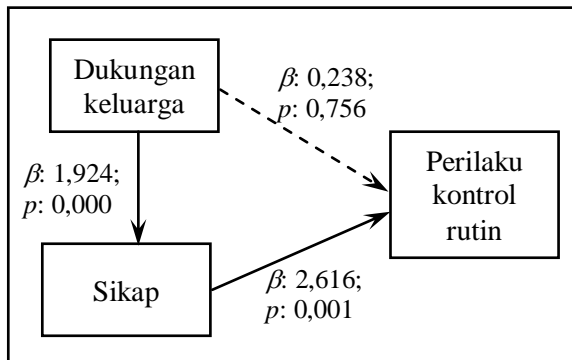 Dukungan
keluarga
β: 0,238;
p: 0,756
Perilaku
kontrol
rutin
β: 1,924;
p: 0,000
Sikap
β: 2,616;
p: 0,001